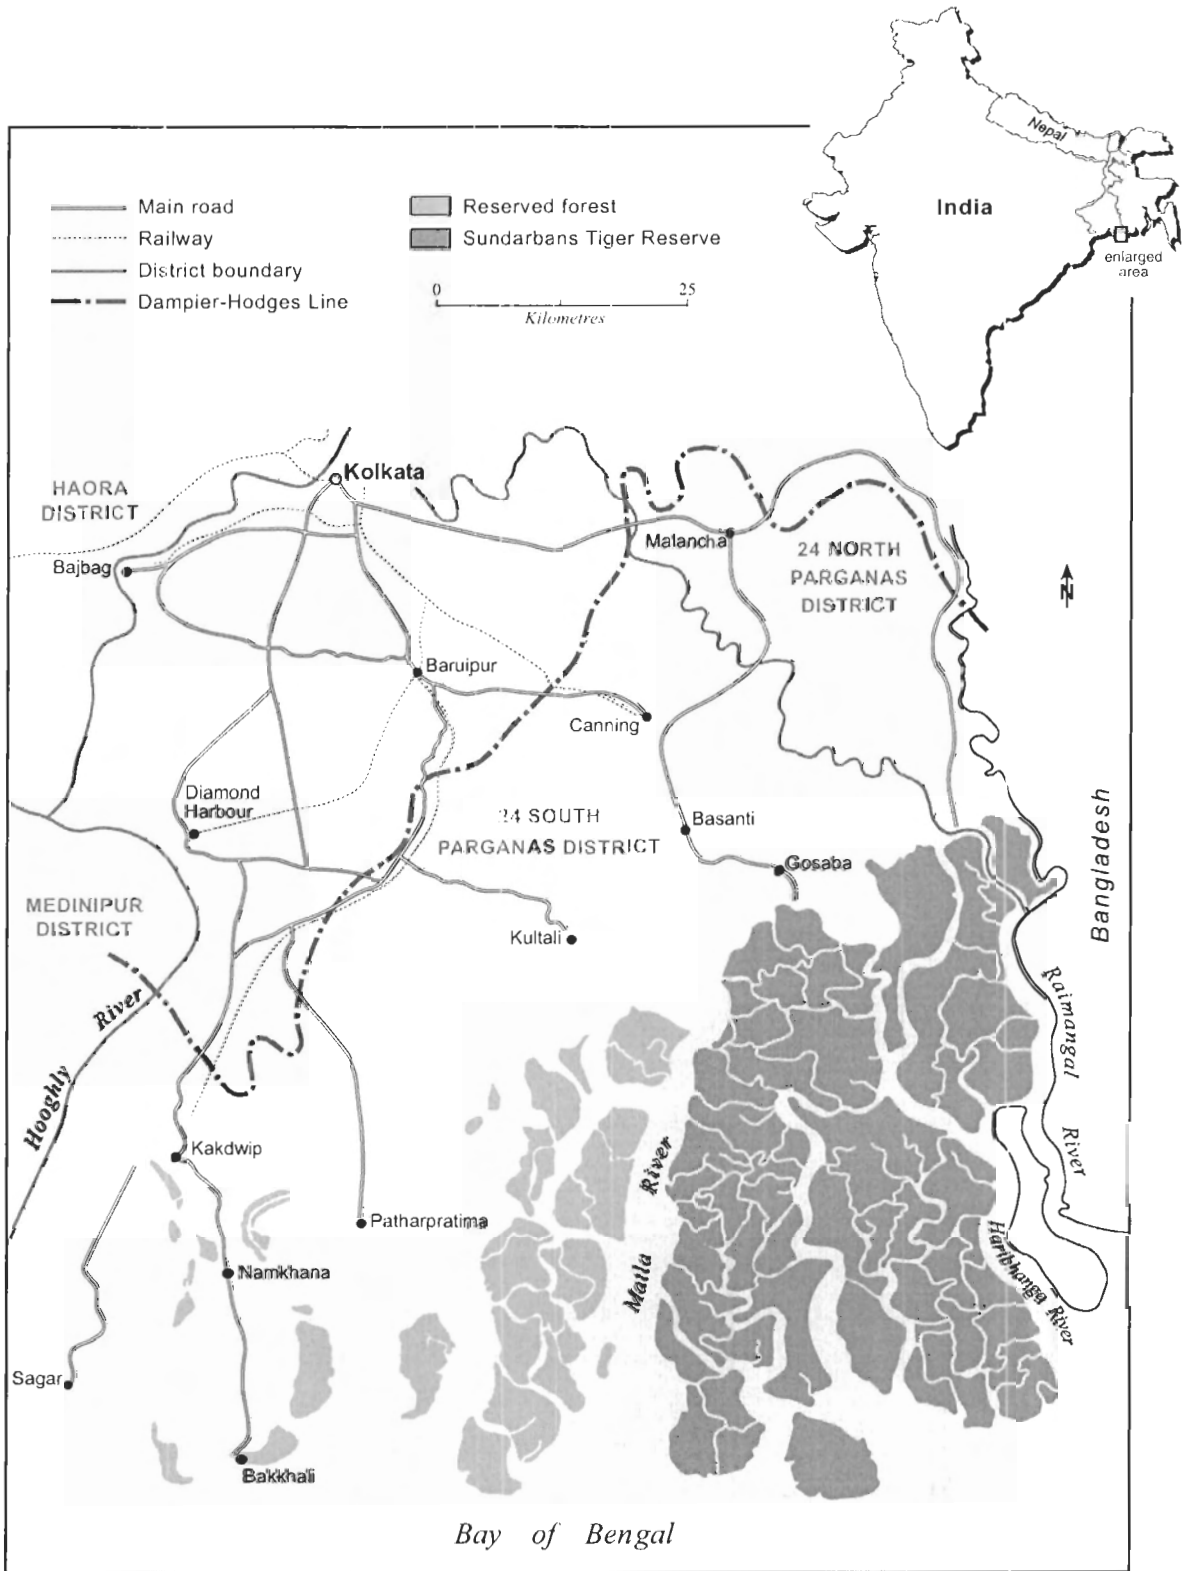 Nepal
India
enlarged
area
Main road
Railway
District boundary
Dampier-Hodges Line
Reserved forest
Sundarbans Tiger Reserve
0 25
Kilometres
HAORA
DISTRICT
Kolkata
Bajbag
Malancha
24 NORTH
PARGANAS
DISTRICT
N
Baruipur
Canning
Diamond
Harbour
24 SOUTH
PARGANAS DISTRICT
Basanti
Gosaba
Bangladesh
MEDINIPUR
DISTRICT
Kultali
Hooghly River
Raimangal River
Kakdwip
Matla River
Patharpratima
Haribhanga River
Namkhana
Sagar
Bakkhali
Bay of Bengal